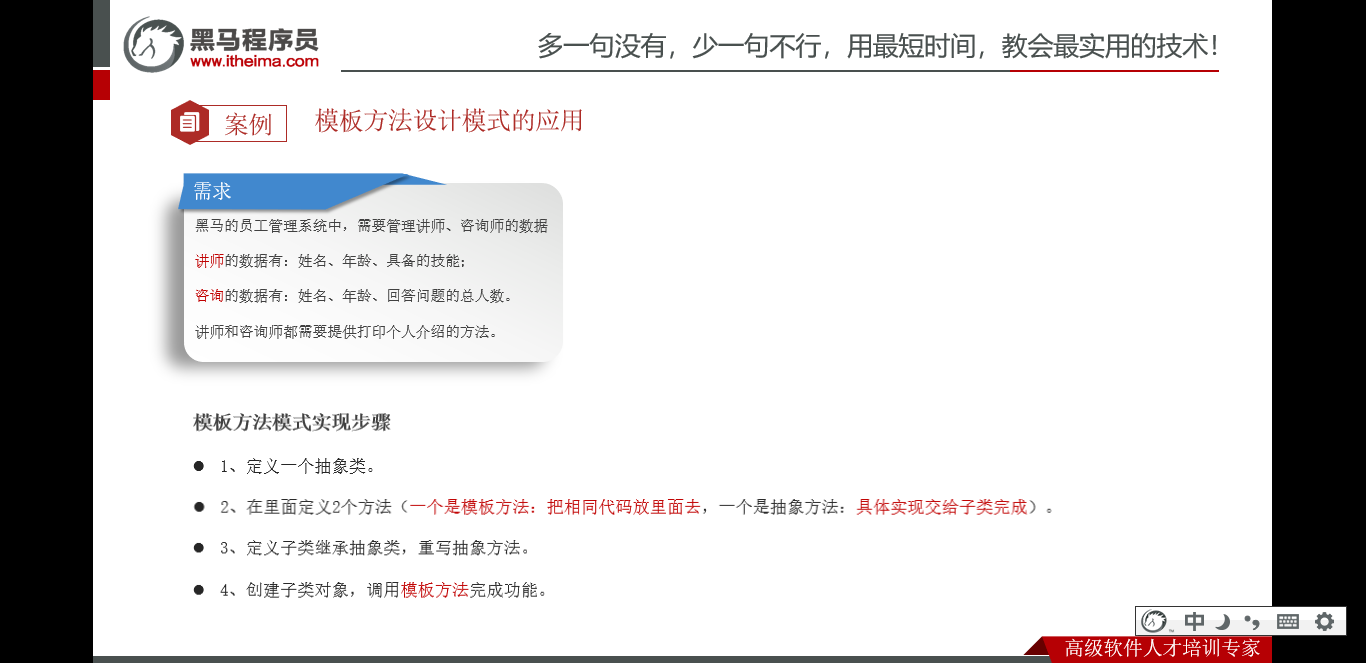 黑马程序员
www.itheima.com
多一句没有，少一句不行，用最短时间，教会最实用的技术！
案例
模板方法设计模式的应用
需求
黑马的员工管理系统中，需要管理讲师、咨询师的数据
讲师的数据有：姓名、年龄、具备的技能；
咨询的数据有：姓名、年龄、回答问题的总人数。
讲师和咨询师都需要提供打印个人介绍的方法。
模板方法模式实现步骤
● 1、定义一个抽象类。
● 2、在里面定义2个方法（一个是模板方法：把相同代码放里面去，一个是抽象方法：具体实现交给子类完成）。
● 3、定义子类继承抽象类，重写抽象方法。
● 4、创建子类对象，调用模板方法完成功能。
中
高级软件人才培训专家